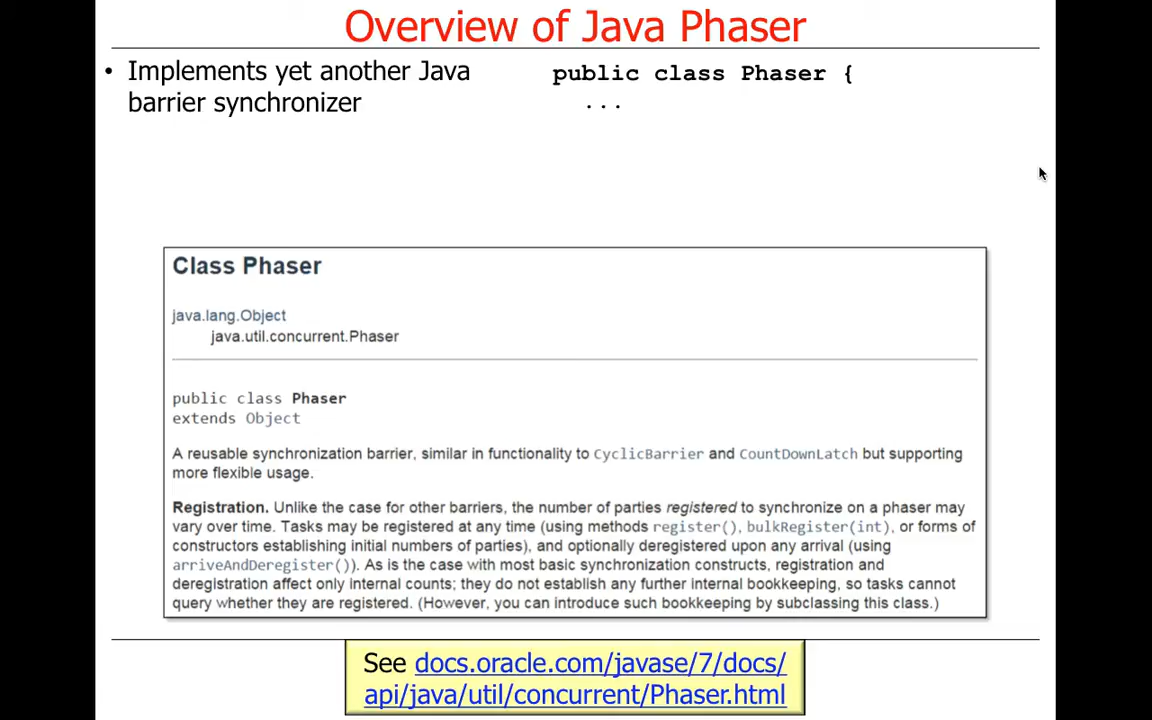 Overview of Java Phaser
• Implements yet another Java
barrier synchronizer
public class Phaser {
...
Class Phaser
java.lang.Object
java.util.concurrent.Phaser
public class Phaser
extends Object
A reusable synchronization barrier, similar in functionality to CyclicBarrier and CountDownLatch but supporting
more flexible usage.
Registration. Unlike the case for other barriers, the number of parties registered to synchronize on a phaser may
vary over time. Tasks may be registered at any time (using methods register(), bulkRegister(int), or forms of
constructors establishing initial numbers of parties), and optionally deregistered upon any arrival (using
arriveAndDeregister()). As is the case with most basic synchronization constructs, registration and
deregistration affect only internal counts; they do not establish any further internal bookkeeping, so tasks cannot
query whether they are registered. (However, you can introduce such bookkeeping by subclassing this class.)
See docs.oracle.com/javase/7/docs/
api/java/util/concurrent/Phaser.html